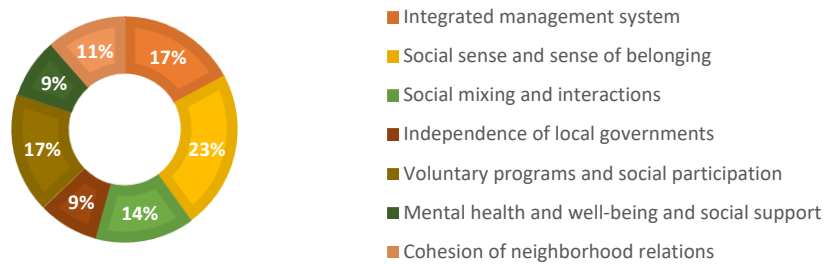 17%
23%
14%
9%
17%
9%
11%
Integrated management system
Social sense and sense of belonging
Social mixing and interactions
Independence of local governments
Voluntary programs and social participation
Mental health and well-being and social support
Cohesion of neighborhood relations